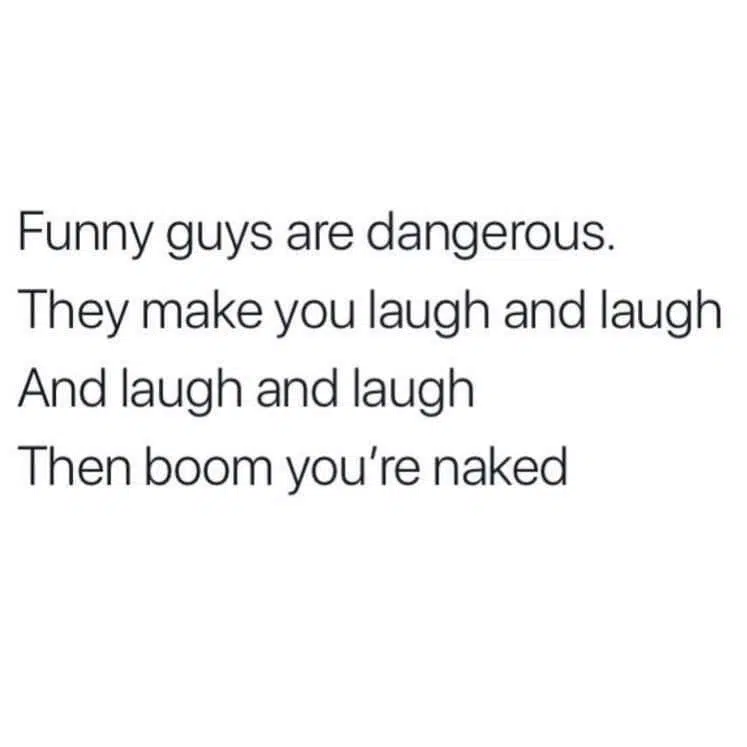 Funny guys are dangerous.
They make you laugh and laugh
And laugh and laugh
Then boom you’re naked